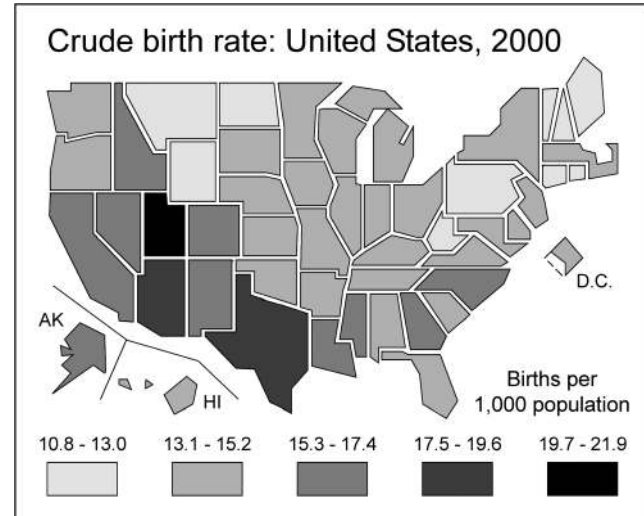 Crude birth rate: United States, 2000
D.C.
AK
HI
Births per
1,000 population
10.8 - 13.0
13.1 - 15.2
15.3 - 17.4
17.5 - 19.6
19.7 - 21.9